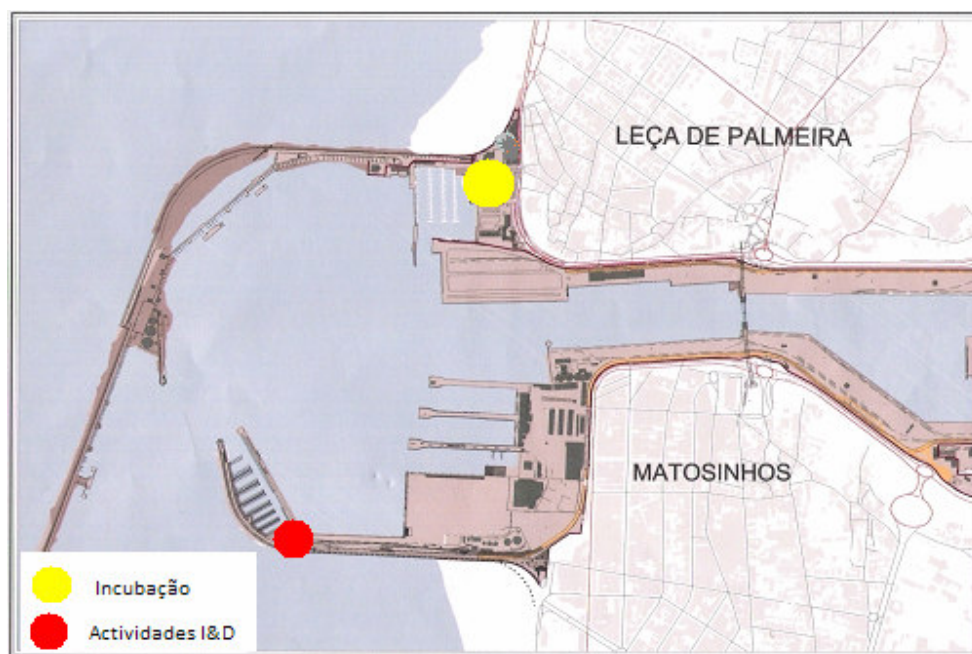 LEÇA DE PALMEIRA
MATOSINHOS
Incubação
Actividades I&D